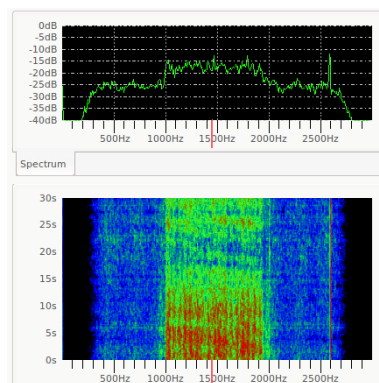 0dB
-5dB
-10dB
-15dB
-20dB
-25dB
-30dB
-35dB
-40dB
500Hz 1000Hz 1500Hz 2000Hz 2500Hz
Spectrum
30s
25s
20s
15s
10s
5s
0s
500Hz 1000Hz 1500Hz 2000Hz 2500Hz